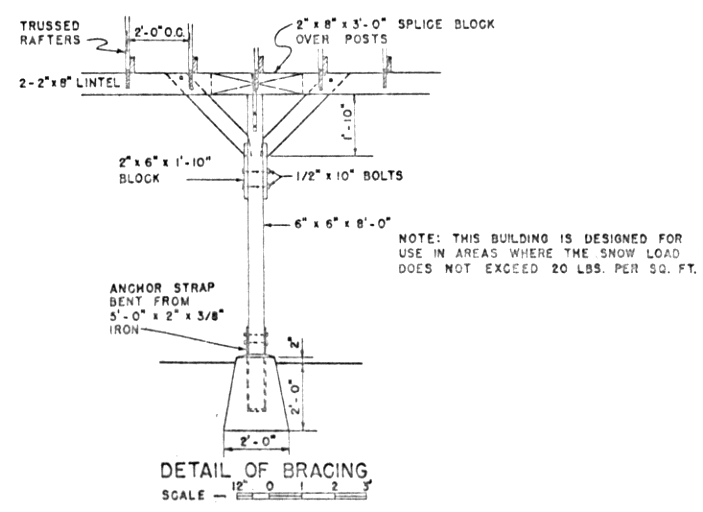 TRUSSED
RAFTERS
2'-0" O.C.
2" x 8" x 3'-0" SPLICE BLOCK
OVER POSTS
2-2"x 8" LINTEL
1'-10"
2" x 6" x 1'-10"
BLOCK
1/2" x 10" BOLTS
6" x 6" x 8'-0"
NOTE: THIS BUILDING IS DESIGNED FOR
USE IN AREAS WHERE THE SNOW LOAD
DOES NOT EXCEED 20 LBS. PER SQ. FT.
ANCHOR STRAP
BENT FROM
5'-0" x 2" x 3/8"
IRON
2"
2'-0"
2'-0"
DETAIL OF BRACING
SCALE — 12" 0 1 2 3'